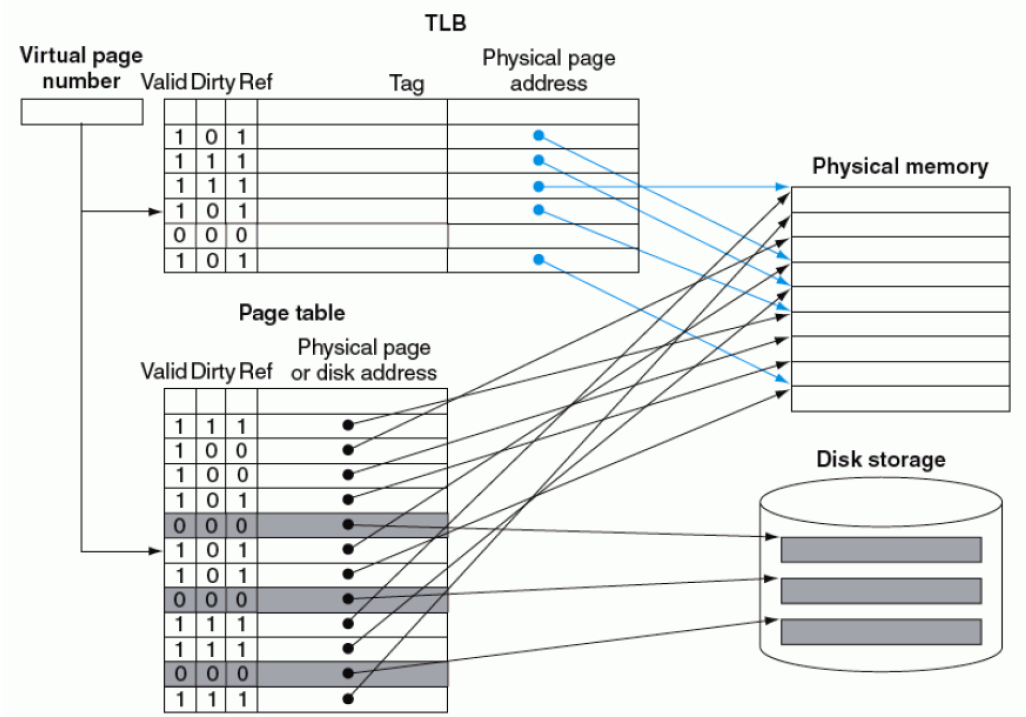 TLB
Virtual page
number
Valid Dirty Ref
Tag
Physical page
address
1 0 1
1 1 1
1 1 1
1 0 1
0 0 0
1 0 1
Physical memory
Page table
Valid Dirty Ref
Physical page
or disk address
1 1 1
1 0 0
1 0 0
1 0 1
0 0 0
1 0 1
1 0 1
0 0 0
1 1 1
1 1 1
0 0 0
1 1 1
Disk storage